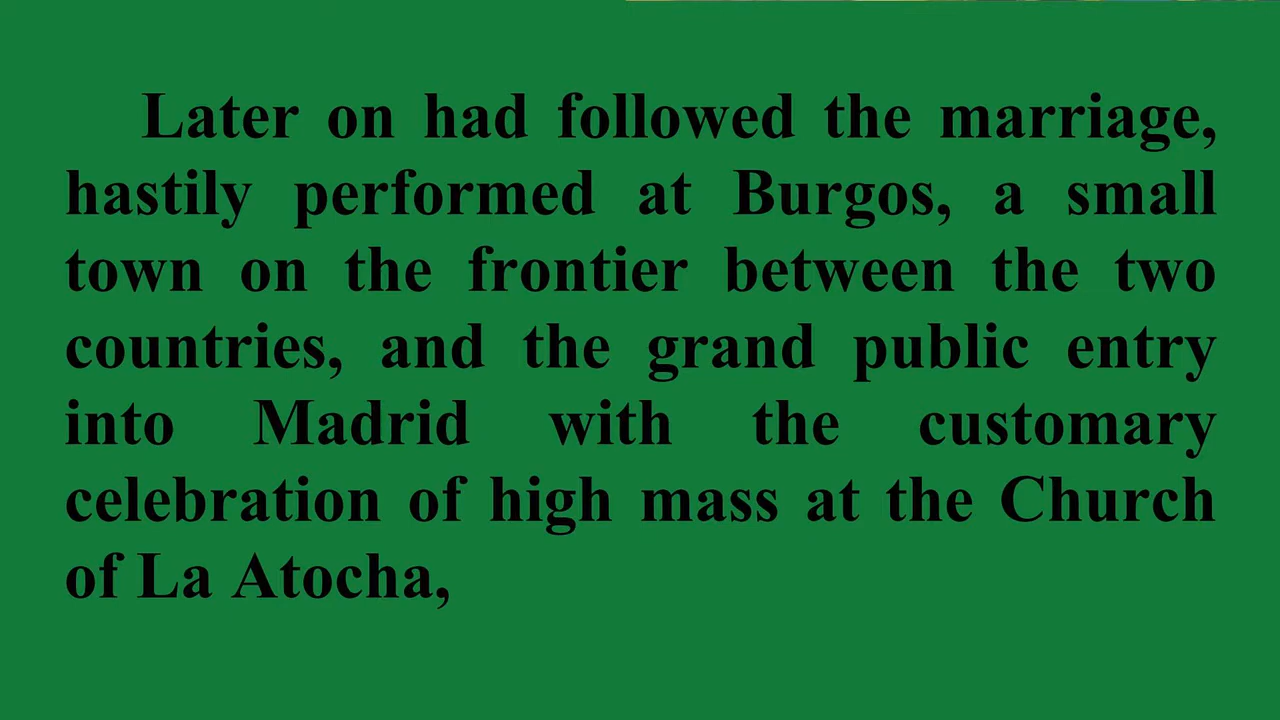 Later on had followed the marriage,
hastily performed at Burgos, a small
town on the frontier between the two
countries, and the grand public entry
into Madrid with the customary
celebration of high mass at the Church
of La Atocha,